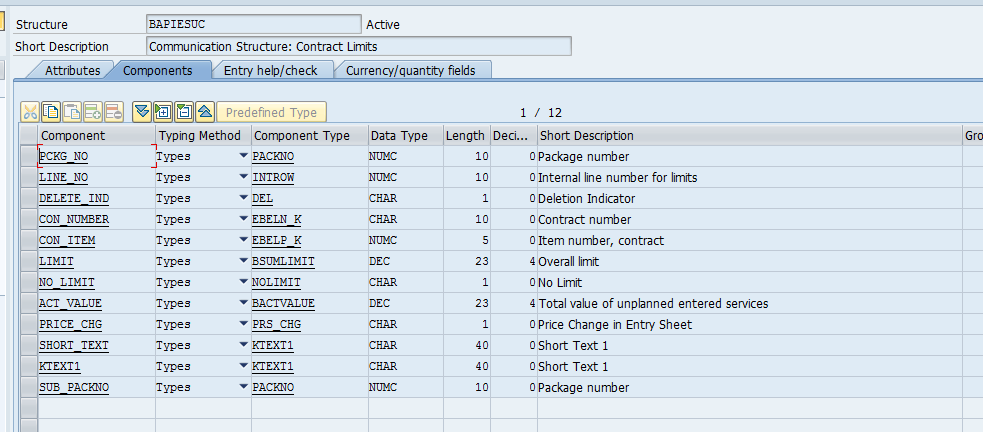 Structure BAPIESUC Active
Short Description Communication Structure: Contract Limits
Attributes Components Entry help/check Currency/quantity fields
Predefined Type 1 / 12
Component Typing Method Component Type Data Type Length Deci... Short Description Gro
PCKG_NO Types PACKNO NUMC 10 0 Package number
LINE_NO Types INTROW NUMC 10 0 Internal line number for limits
DELETE_IND Types DEL CHAR 1 0 Deletion Indicator
CON_NUMBER Types EBELN_K CHAR 10 0 Contract number
CON_ITEM Types EBELP_K NUMC 5 0 Item number, contract
LIMIT Types BSUMLIMIT DEC 23 4 Overall limit
NO_LIMIT Types NOLIMIT CHAR 1 0 No Limit
ACT_VALUE Types BACTVALUE DEC 23 4 Total value of unplanned entered services
PRICE_CHG Types PRS_CHG CHAR 1 0 Price Change in Entry Sheet
SHORT_TEXT Types KTEXT1 CHAR 40 0 Short Text 1
KTEXT1 Types KTEXT1 CHAR 40 0 Short Text 1
SUB_PACKNO Types PACKNO NUMC 10 0 Package number